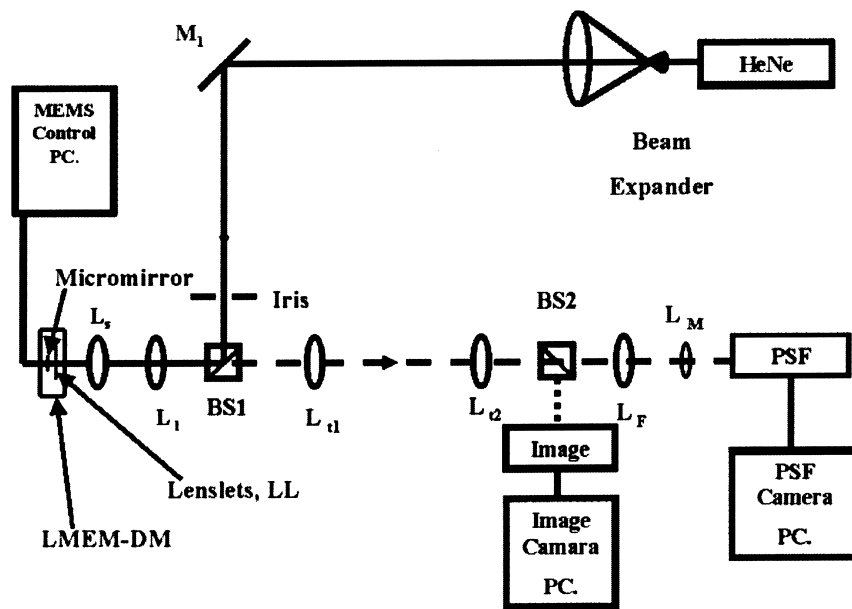 M1
HeNe
MEMS
Control
PC.
Beam
Expander
Micromirror
Iris
Ls
BS2
LM
PSF
L1
BS1
Lt1
Lt2
LF
Image
Lenslets, LL
LMEM-DM
Image
Camara
PC.
PSF
Camera
PC.